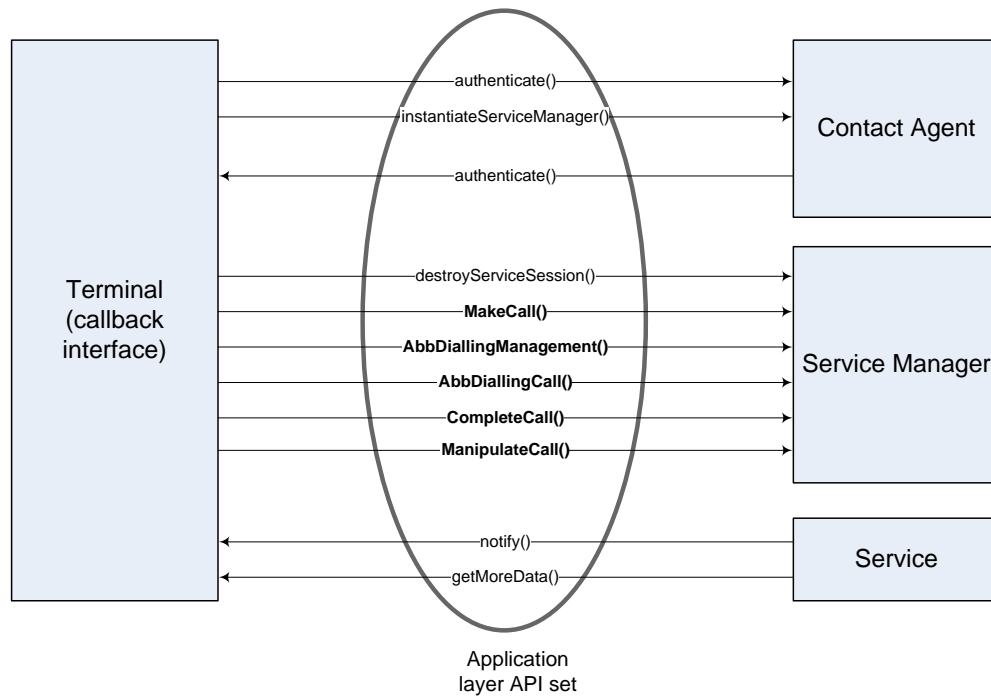 authenticate()
instantiateServiceManager()
authenticate()
Contact Agent
Terminal
(callback
interface)
destroyServiceSession()
MakeCall()
AbbDiallingManagement()
AbbDiallingCall()
CompleteCall()
ManipulateCall()
Service Manager
notify()
getMoreData()
Service
Application
layer API set